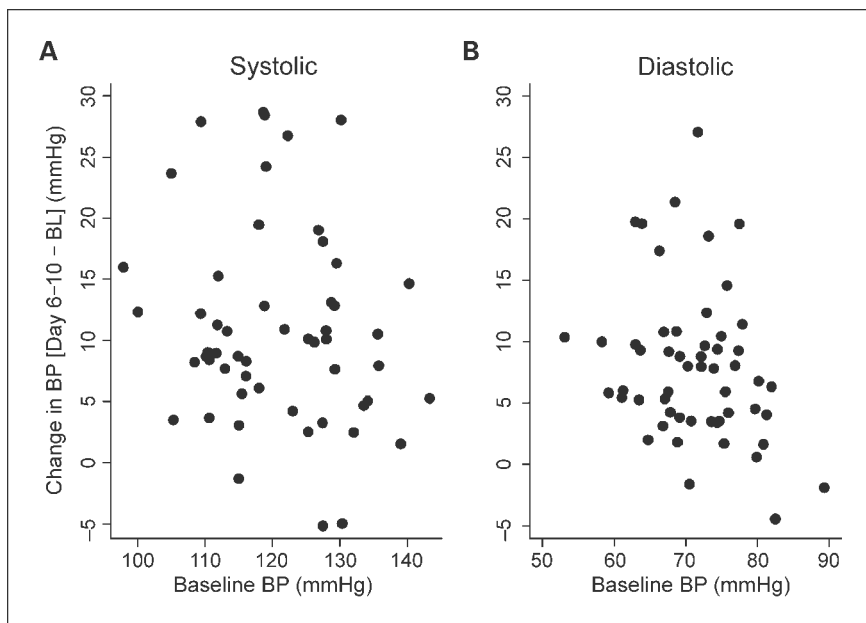 A
Systolic
Change in BP [Day 6–10 – BL] (mmHg)
30
25
20
15
10
5
0
–5
100 110 120 130 140
Baseline BP (mmHg)
B
Diastolic
30
25
20
15
10
5
0
–5
50 60 70 80 90
Baseline BP (mmHg)